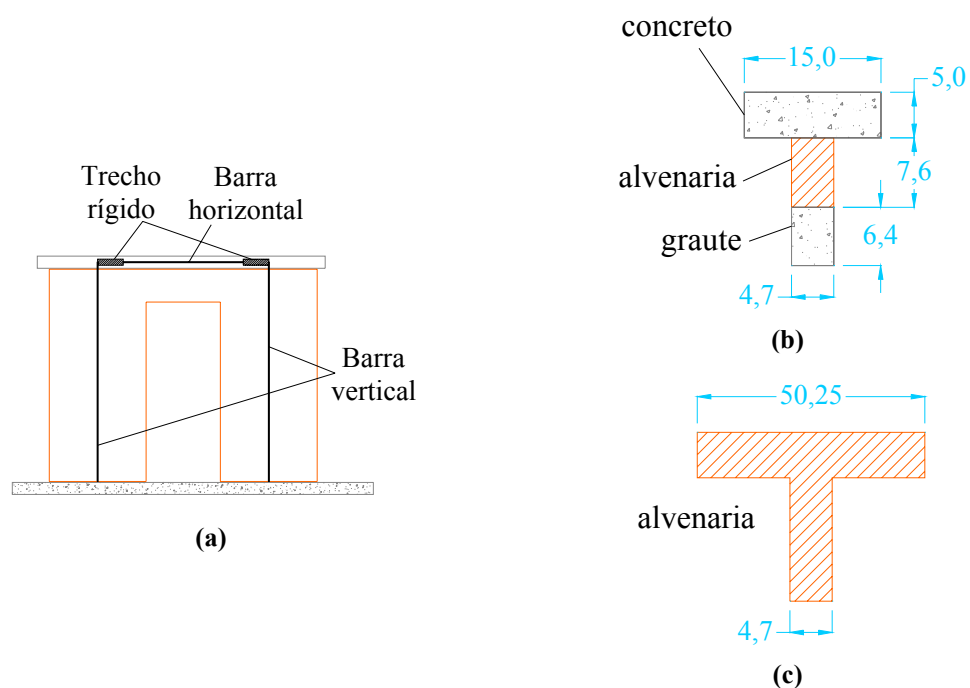 Trecho
rígido
Barra
horizontal
Barra
vertical
(a)
concreto
15,0
5,0
alvenaria
7,6
graute
6,4
4,7
(b)
50,25
alvenaria
4,7
(c)